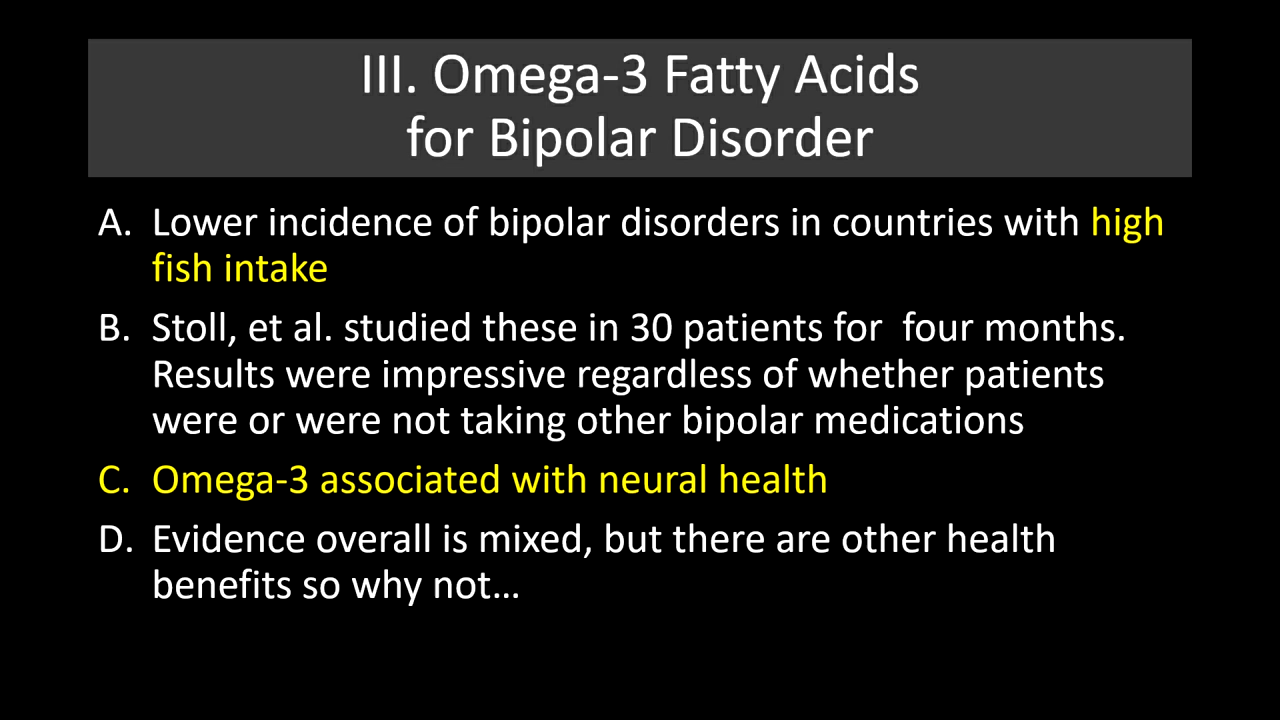 III. Omega-3 Fatty Acids
for Bipolar Disorder
A. Lower incidence of bipolar disorders in countries with high
fish intake
B. Stoll, et al. studied these in 30 patients for  four months.
Results were impressive regardless of whether patients
were or were not taking other bipolar medications
C. Omega-3 associated with neural health
D. Evidence overall is mixed, but there are other health
benefits so why not…